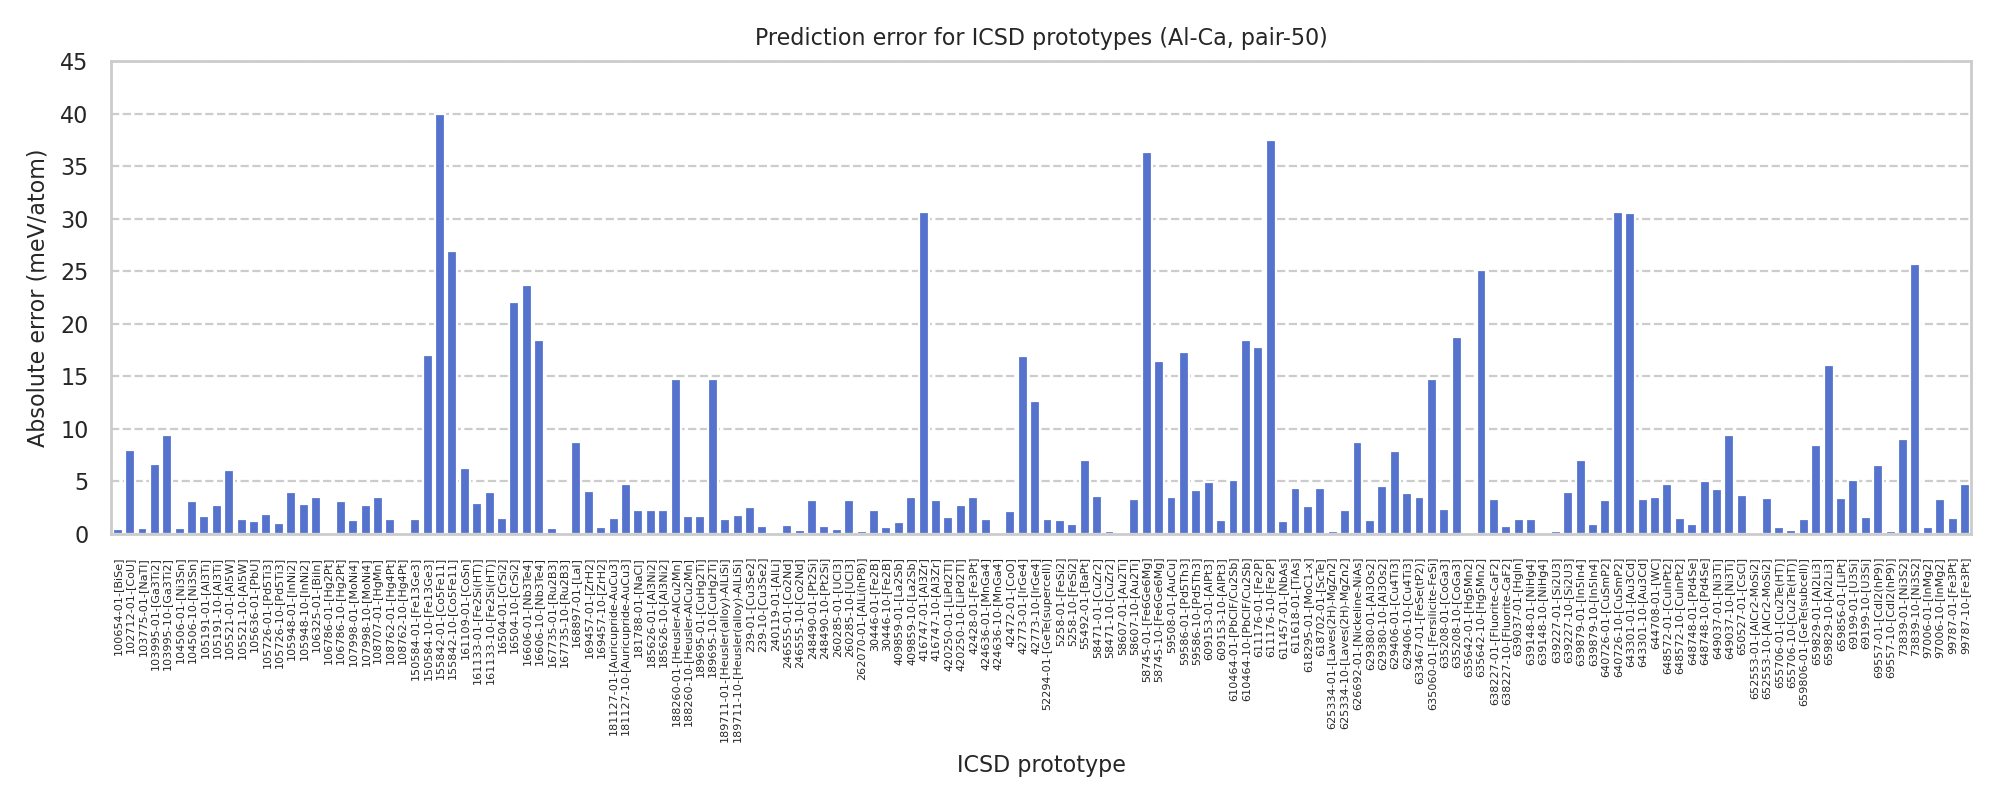 Prediction error for ICSD prototypes (Al-Ca, pair-50)
45
40
35
30
25
20
15
10
5
0
Absolute error (meV/atom)
100654-01-[BiSe]
102712-01-[CoU]
103775-01-[NaTl]
103995-01-[Ga3Ti2]
103995-10-[Ga3Ti2]
104506-01-[Ni3Sn]
104506-10-[Ni3Sn]
105191-01-[Al3Ti]
105191-10-[Al3Ti]
105521-01-[Al5W]
105521-10-[Al5W]
105636-01-[PbU]
105726-01-[Pd5Ti3]
105726-10-[Pd5Ti3]
105948-01-[InNi2]
105948-10-[InNi2]
106325-01-[BiIn]
106786-01-[Hg2Pt]
106786-10-[Hg2Pt]
107998-01-[MoNi4]
107998-10-[MoNi4]
108707-01-[HgMn]
108762-01-[Hg4Pt]
108762-10-[Hg4Pt]
150584-01-[Fe13Ge3]
150584-10-[Fe13Ge3]
155842-01-[Co5Fe11]
155842-10-[Co5Fe11]
161109-01-[CoSn]
161133-01-[Fe2Si(HT)]
161133-10-[Fe2Si(HT)]
16504-01-[CrSi2]
16504-10-[CrSi2]
16606-01-[Nb3Te4]
16606-10-[Nb3Te4]
167735-01-[Ru2B3]
167735-10-[Ru2B3]
168897-01-[LaI]
169457-01-[ZrH2]
169457-10-[ZrH2]
181127-01-[Auricupride-AuCu3]
181127-10-[Auricupride-AuCu3]
181788-01-[NaCl]
185626-01-[Al3Ni2]
185626-10-[Al3Ni2]
188260-01-[Heusler-AlCu2Mn]
188260-10-[Heusler-AlCu2Mn]
189695-01-[CuHg2Ti]
189695-10-[CuHg2Ti]
189711-01-[Heusler(alloy)-AlLiSi]
189711-10-[Heusler(alloy)-AlLiSi]
239-01-[Cu3Se2]
239-10-[Cu3Se2]
240119-01-[AlLi]
246555-01-[Co2Nd]
246555-10-[Co2Nd]
248490-01-[Pt2Si]
248490-10-[Pt2Si]
260285-01-[UCl3]
260285-10-[UCl3]
262070-01-[AlLi(hP8)]
30446-01-[Fe2B]
30446-10-[Fe2B]
409859-01-[La2Sb]
409859-10-[La2Sb]
416747-01-[Al3Zr]
416747-10-[Al3Zr]
420250-01-[LiPd2Tl]
420250-10-[LiPd2Tl]
42428-01-[Fe3Pt]
424636-01-[MnGa4]
424636-10-[MnGa4]
42472-01-[CoO]
42773-01-[IrGe4]
42773-10-[IrGe4]
52294-01-[GeTe(supercell)]
5258-01-[FeSi2]
5258-10-[FeSi2]
55492-01-[BaPt]
58471-01-[CuZr2]
58471-10-[CuZr2]
58607-01-[Au2Ti]
58607-10-[Au2Ti]
58745-01-[Fe6Ge6Mg]
58745-10-[Fe6Ge6Mg]
59508-01-[AuCu]
59586-01-[Pd5Th3]
59586-10-[Pd5Th3]
609153-01-[AlPt3]
609153-10-[AlPt3]
610464-01-[PbClF/Cu2Sb]
610464-10-[PbClF/Cu2Sb]
611176-01-[Fe2P]
611176-10-[Fe2P]
611457-01-[NbAs]
611618-01-[TiAs]
618295-01-[MoC1-x]
618702-01-[ScTe]
625334-01-[Laves(2H)-MgZn2]
625334-10-[Laves(2H)-MgZn2]
626692-01-[Nickeline-NiAs]
629380-01-[Al3Os2]
629380-10-[Al3Os2]
629406-01-[Cu4Ti3]
629406-10-[Cu4Ti3]
633467-01-[FeSe(tP2)]
635060-01-[Fersilicite-FeSi]
635208-01-[CoGa3]
635208-10-[CoGa3]
635642-01-[Hg5Mn2]
635642-10-[Hg5Mn2]
638227-01-[Fluorite-CaF2]
638227-10-[Fluorite-CaF2]
639037-01-[HgIn]
639148-01-[NiHg4]
639148-10-[NiHg4]
639227-01-[Si2U3]
639227-10-[Si2U3]
639879-01-[In5In4]
639879-10-[In5In4]
640726-01-[CuSmP2]
640726-10-[CuSmP2]
643301-01-[Au3Cd]
643301-10-[Au3Cd]
644708-01-[WC]
648572-01-[CuInPt2]
648572-10-[CuInPt2]
648748-01-[Pd4Se]
648748-10-[Pd4Se]
649037-01-[Ni3Ti]
649037-10-[Ni3Ti]
650527-01-[CsCl]
652553-01-[AlCr2-MoSi2]
652553-10-[AlCr2-MoSi2]
655706-01-[Cu2Te(HT)]
655706-10-[Cu2Te(HT)]
659806-01-[GeTe(subcell)]
659829-01-[Al2Li3]
659829-10-[Al2Li3]
659856-01-[LiPt]
69199-01-[U3Si]
69199-10-[U3Si]
69557-01-[CdI2(hP9)]
69557-10-[CdI2(hP9)]
73839-01-[Ni3S2]
73839-10-[Ni3S2]
97006-01-[InMg2]
97006-10-[InMg2]
99787-01-[Fe3Pt]
99787-10-[Fe3Pt]
ICSD prototype